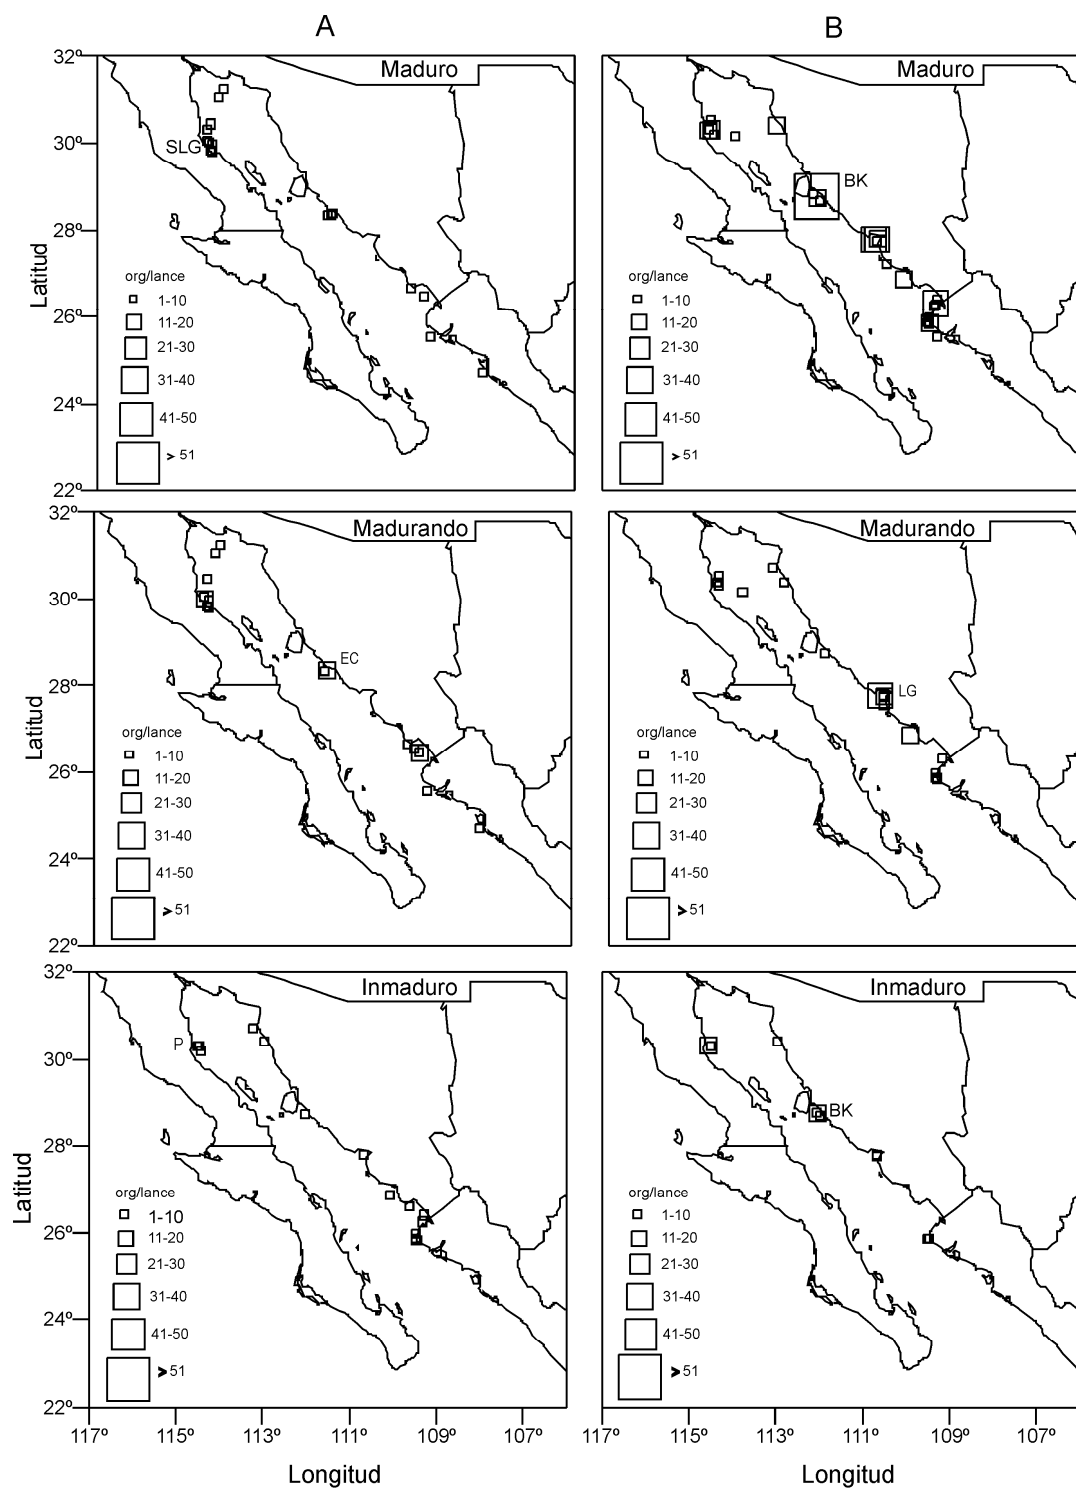 A
B
32º
Maduro
Maduro
30º
SLG
BK
28º
Latitud
org/lance
1-10
26º
11-20
21-30
31-40
24º
41-50
> 51
22º
org/lance
1-10
11-20
21-30
31-40
41-50
> 51
32º
Madurando
Madurando
30º
EC
LG
28º
Latitud
org/lance
1-10
26º
11-20
21-30
31-40
24º
41-50
>51
22º
org/lance
1-10
11-20
21-30
31-40
41-50
>51
32º
Inmaduro
Inmaduro
30º
P
BK
28º
Latitud
org/lance
1-10
26º
11-20
21-30
31-40
24º
41-50
>51
22º
org/lance
1-10
11-20
21-30
31-40
41-50
>51
117º 115º 113º 111º 109º 107º
117º 115º 113º 111º 109º 107º
Longitud
Longitud